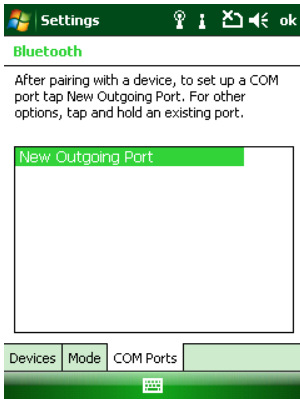 Settings ok
Bluetooth
After pairing with a device, to set up a COM
port tap New Outgoing Port. For other
options, tap and hold an existing port.
New Outgoing Port
Devices Mode COM Ports